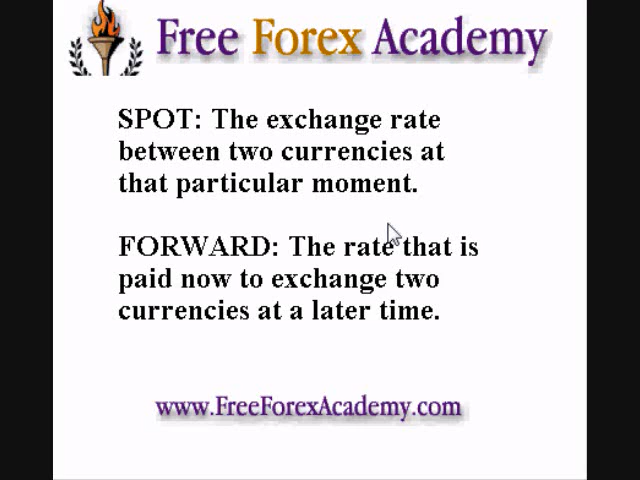 Free Forex Academy
SPOT: The exchange rate
between two currencies at
that particular moment.
FORWARD: The rate that is
paid now to exchange two
currencies at a later time.
www.FreeForexAcademy.com